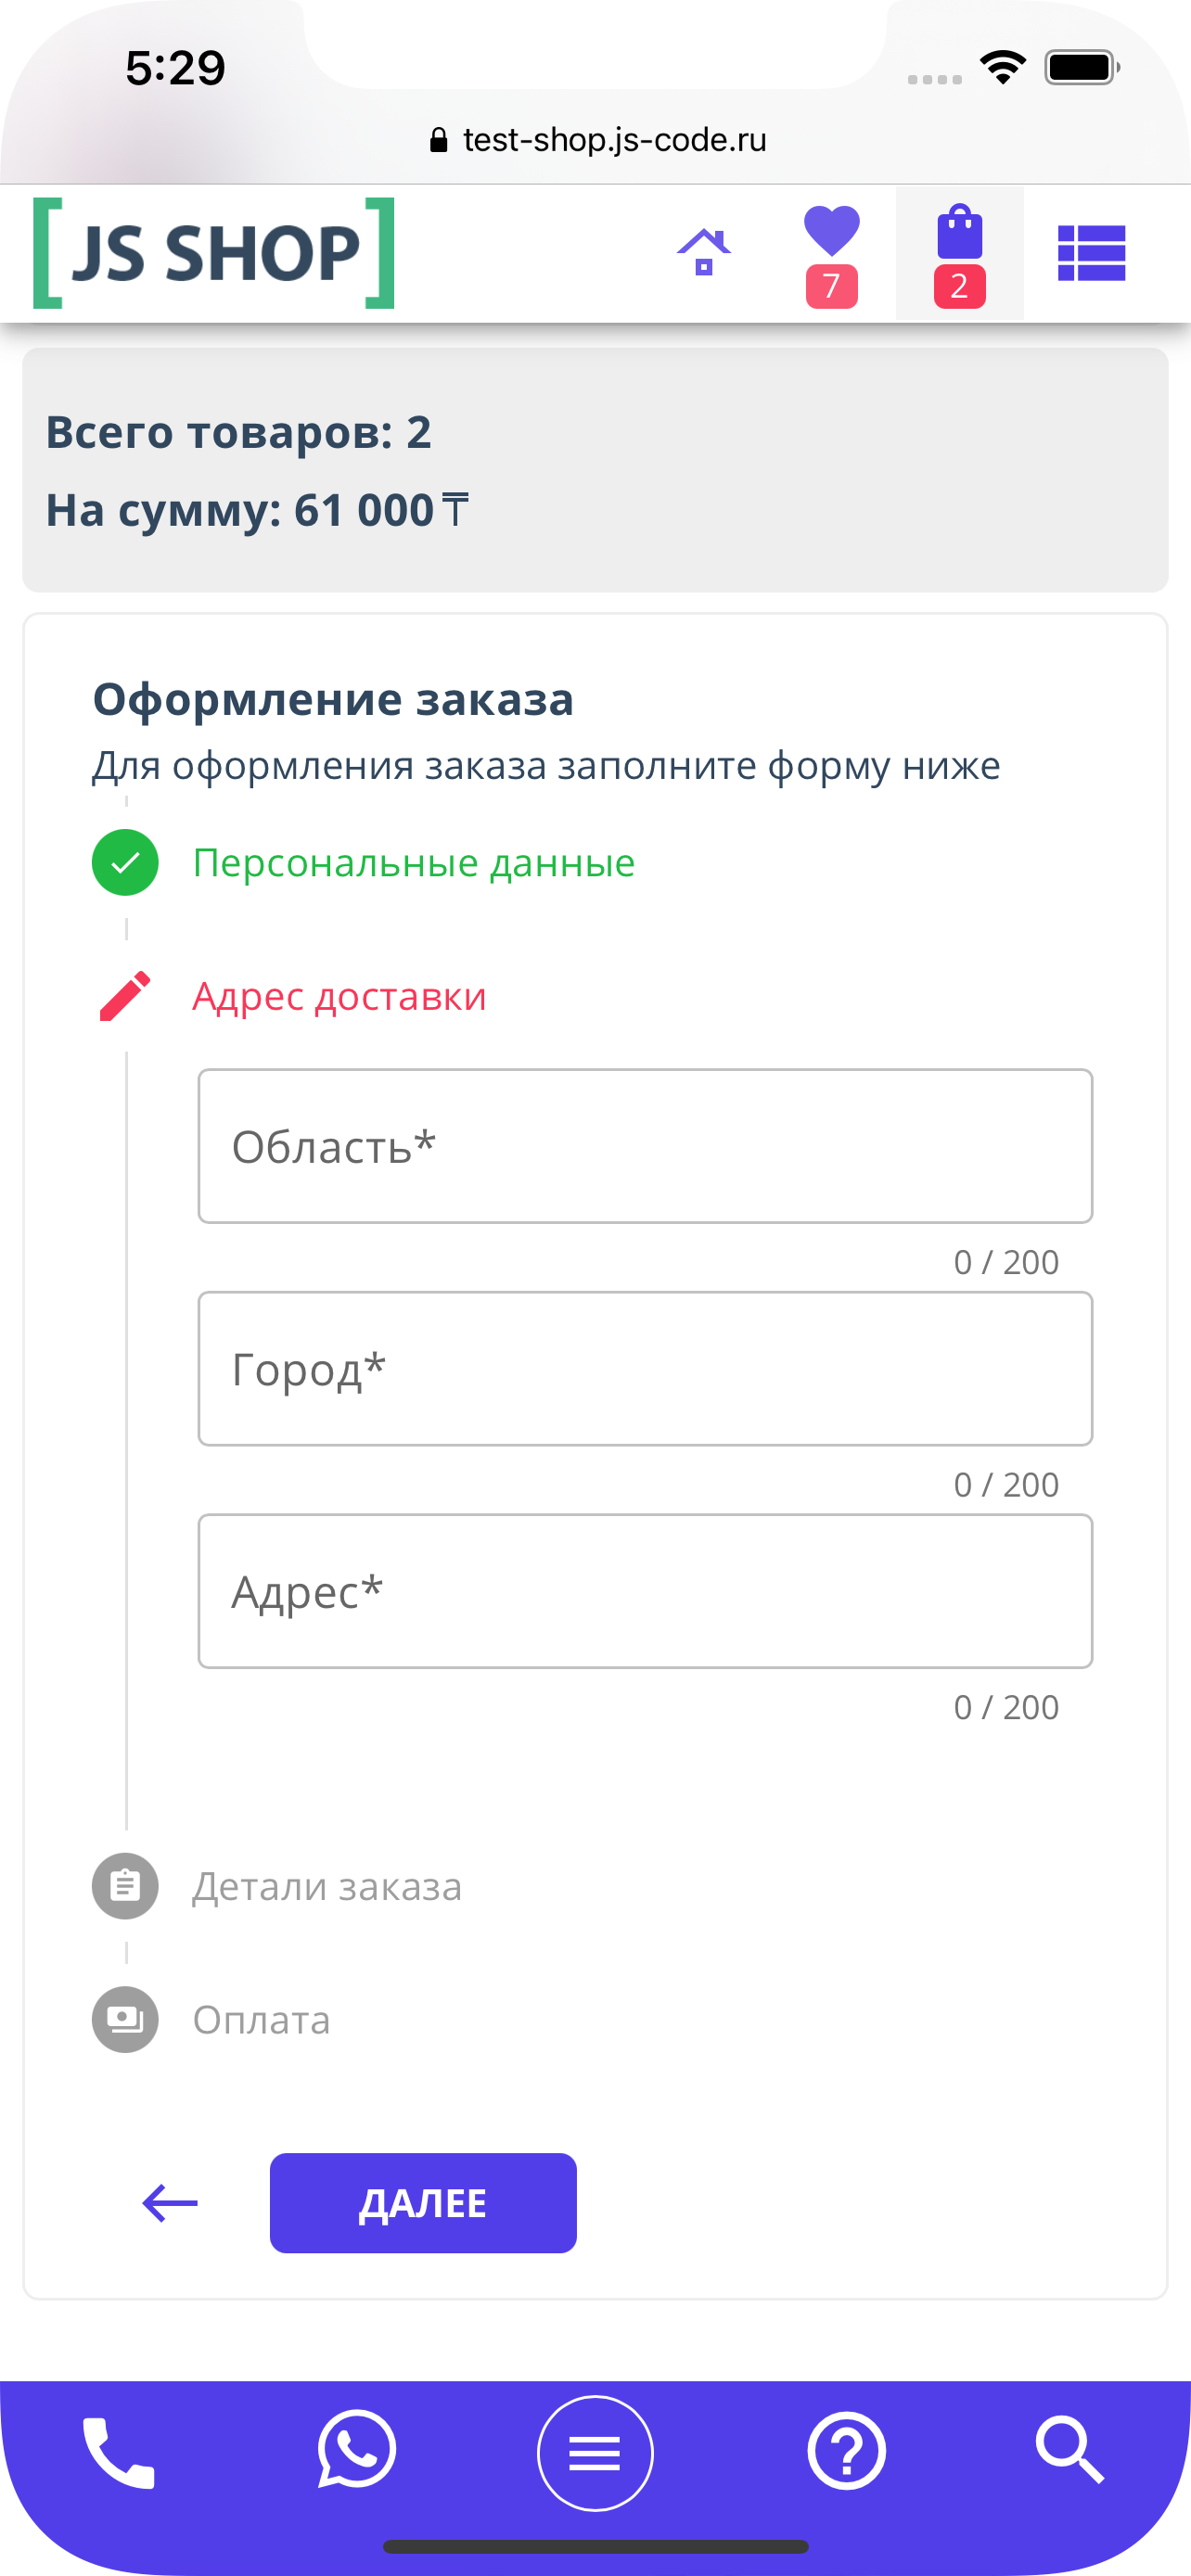 5:29
test-shop.js-code.ru
[JS SHOP]
7
2
Всего товаров: 2
На сумму: 61 000 ₸
Оформление заказа
Для оформления заказа заполните форму ниже
Персональные данные
Адрес доставки
Область*
0 / 200
Город*
0 / 200
Адрес*
0 / 200
Детали заказа
Оплата
ДАЛЕЕ